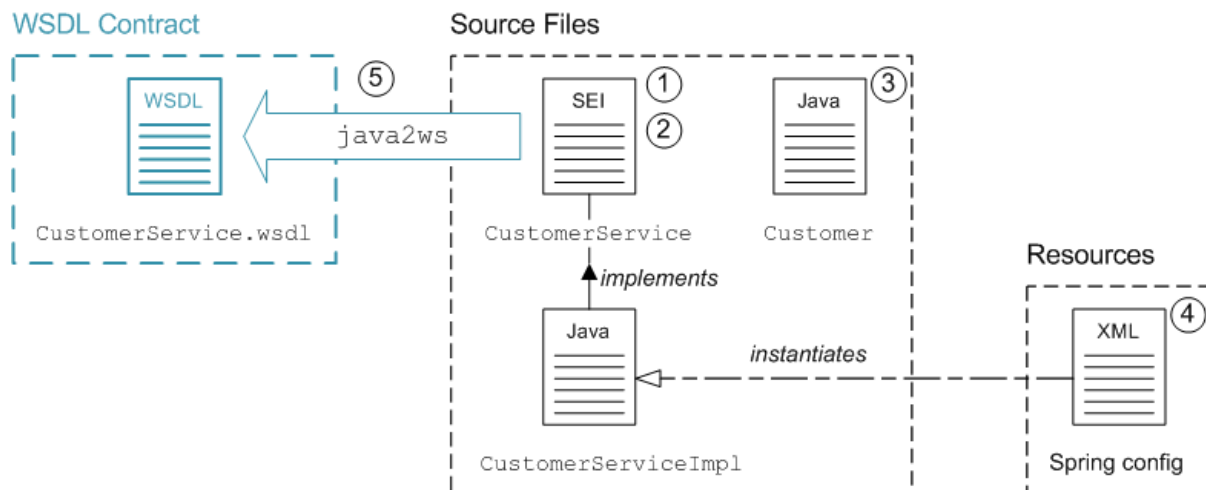 WSDL Contract
Source Files
WSDL
5
java2ws
SEI
1
2
Java
3
CustomerService.wsdl
CustomerService
Customer
implements
Resources
Java
instantiates
XML
4
CustomerServiceImpl
Spring config